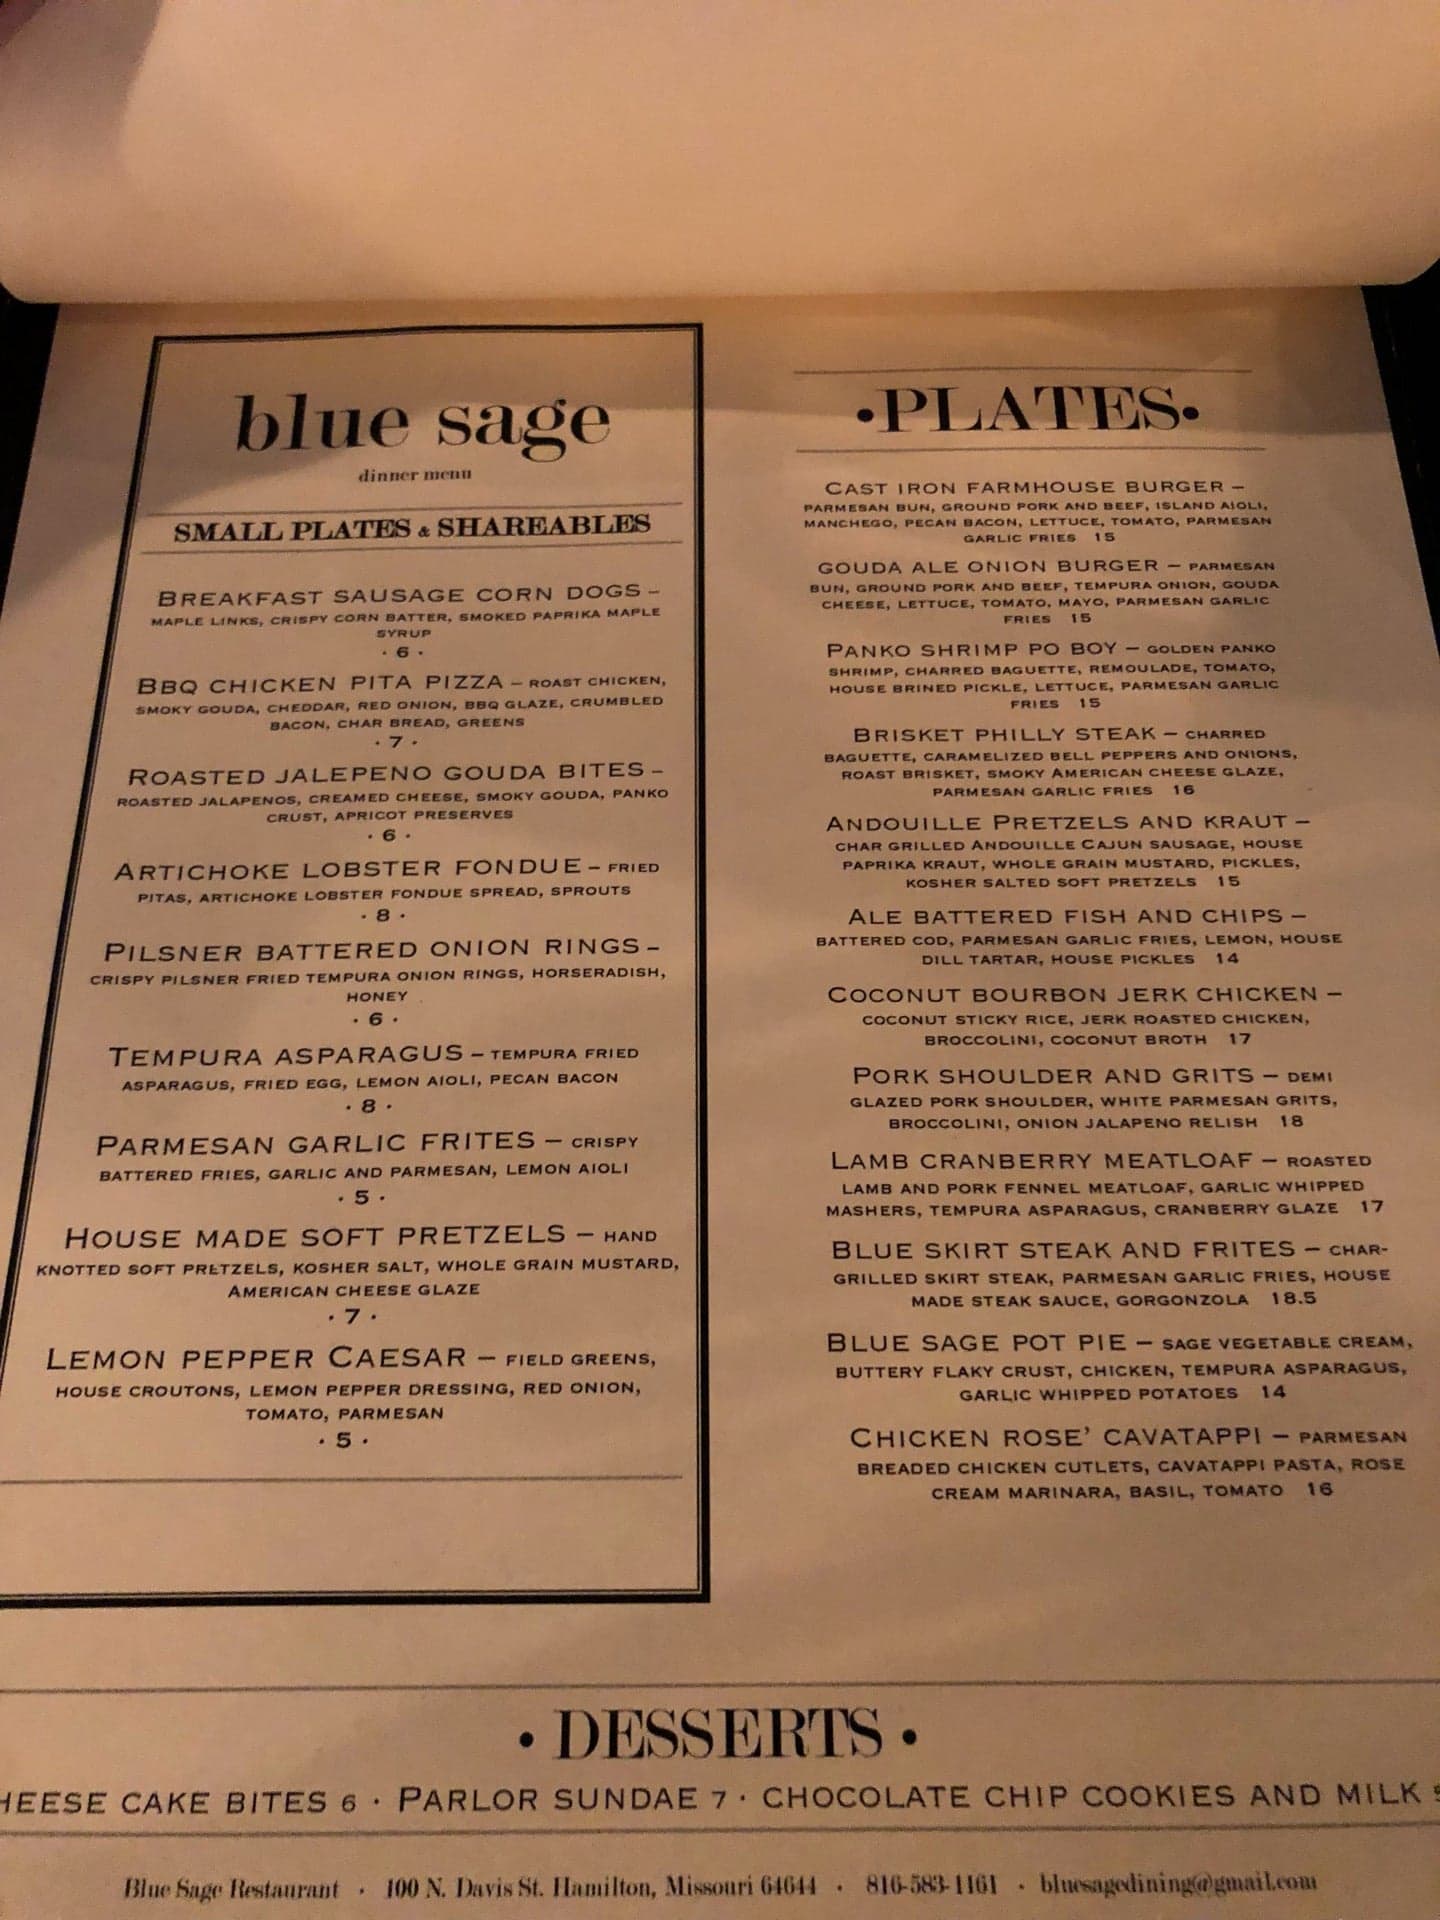 blue sage
dinner menu
SMALL PLATES & SHAREABLES
BREAKFAST SAUSAGE CORN DOGS –
MAPLE LINKS, CRISPY CORN BATTER, SMOKED PAPRIKA MAPLE
SYRUP
· 6 ·
BBQ CHICKEN PITA PIZZA – ROAST CHICKEN,
SMOKY GOUDA, CHEDDAR, RED ONION, BBQ GLAZE, CRUMBLED
BACON, CHAR BREAD, GREENS
· 7 ·
ROASTED JALEPENO GOUDA BITES –
ROASTED JALAPENOS, CREAMED CHEESE, SMOKY GOUDA, PANKO
CRUST, APRICOT PRESERVES
· 6 ·
ARTICHOKE LOBSTER FONDUE – FRIED
PITAS, ARTICHOKE LOBSTER FONDUE SPREAD, SPROUTS
· 8 ·
PILSNER BATTERED ONION RINGS –
CRISPY PILSNER FRIED TEMPURA ONION RINGS, HORSERADISH,
HONEY
· 6 ·
TEMPURA ASPARAGUS – TEMPURA FRIED
ASPARAGUS, FRIED EGG, LEMON AIOLI, PECAN BACON
· 8 ·
PARMESAN GARLIC FRITES – CRISPY
BATTERED FRIES, GARLIC AND PARMESAN, LEMON AIOLI
· 5 ·
HOUSE MADE SOFT PRETZELS – HAND
KNOTTED SOFT PRETZELS, KOSHER SALT, WHOLE GRAIN MUSTARD,
AMERICAN CHEESE GLAZE
· 7 ·
LEMON PEPPER CAESAR – FIELD GREENS,
HOUSE CROUTONS, LEMON PEPPER DRESSING, RED ONION,
TOMATO, PARMESAN
· 5 ·
•PLATES•
CAST IRON FARMHOUSE BURGER –
PARMESAN BUN, GROUND PORK AND BEEF, ISLAND AIOLI,
MANCHEGO, PECAN BACON, LETTUCE, TOMATO, PARMESAN
GARLIC FRIES 15
GOUDA ALE ONION BURGER – PARMESAN
BUN, GROUND PORK AND BEEF, TEMPURA ONION, GOUDA
CHEESE, LETTUCE, TOMATO, MAYO, PARMESAN GARLIC
FRIES 15
PANKO SHRIMP PO BOY – GOLDEN PANKO
SHRIMP, CHARRED BAGUETTE, REMOULADE, TOMATO,
HOUSE BRINED PICKLE, LETTUCE, PARMESAN GARLIC
FRIES 15
BRISKET PHILLY STEAK – CHARRED
BAGUETTE, CARAMELIZED BELL PEPPERS AND ONIONS,
ROAST BRISKET, SMOKY AMERICAN CHEESE GLAZE,
PARMESAN GARLIC FRIES 16
ANDOUILLE PRETZELS AND KRAUT –
CHAR GRILLED ANDOUILLE CAJUN SAUSAGE, HOUSE
PAPRIKA KRAUT, WHOLE GRAIN MUSTARD, PICKLES,
KOSHER SALTED SOFT PRETZELS 15
ALE BATTERED FISH AND CHIPS –
BATTERED COD, PARMESAN GARLIC FRIES, LEMON, HOUSE
DILL TARTAR, HOUSE PICKLES 14
COCONUT BOURBON JERK CHICKEN –
COCONUT STICKY RICE, JERK ROASTED CHICKEN,
BROCCOLINI, COCONUT BROTH 17
PORK SHOULDER AND GRITS – DEMI
GLAZED PORK SHOULDER, WHITE PARMESAN GRITS,
BROCCOLINI, ONION JALAPENO RELISH 18
LAMB CRANBERRY MEATLOAF – ROASTED
LAMB AND PORK FENNEL MEATLOAF, GARLIC WHIPPED
MASHERS, TEMPURA ASPARAGUS, CRANBERRY GLAZE 17
BLUE SKIRT STEAK AND FRITES – CHAR-
GRILLED SKIRT STEAK, PARMESAN GARLIC FRIES, HOUSE
MADE STEAK SAUCE, GORGONZOLA 18.5
BLUE SAGE POT PIE – SAGE VEGETABLE CREAM,
BUTTERY FLAKY CRUST, CHICKEN, TEMPURA ASPARAGUS,
GARLIC WHIPPED POTATOES 14
CHICKEN ROSE' CAVATAPPI – PARMESAN
BREADED CHICKEN CUTLETS, CAVATAPPI PASTA, ROSE
CREAM MARINARA, BASIL, TOMATO 16
• DESSERTS •
HEESE CAKE BITES 6 · PARLOR SUNDAE 7 · CHOCOLATE CHIP COOKIES AND MILK
Blue Sage Restaurant · 100 N. Davis St. Hamilton, Missouri 64644 · 816-583-1161 · bluesagedining@gmail.com